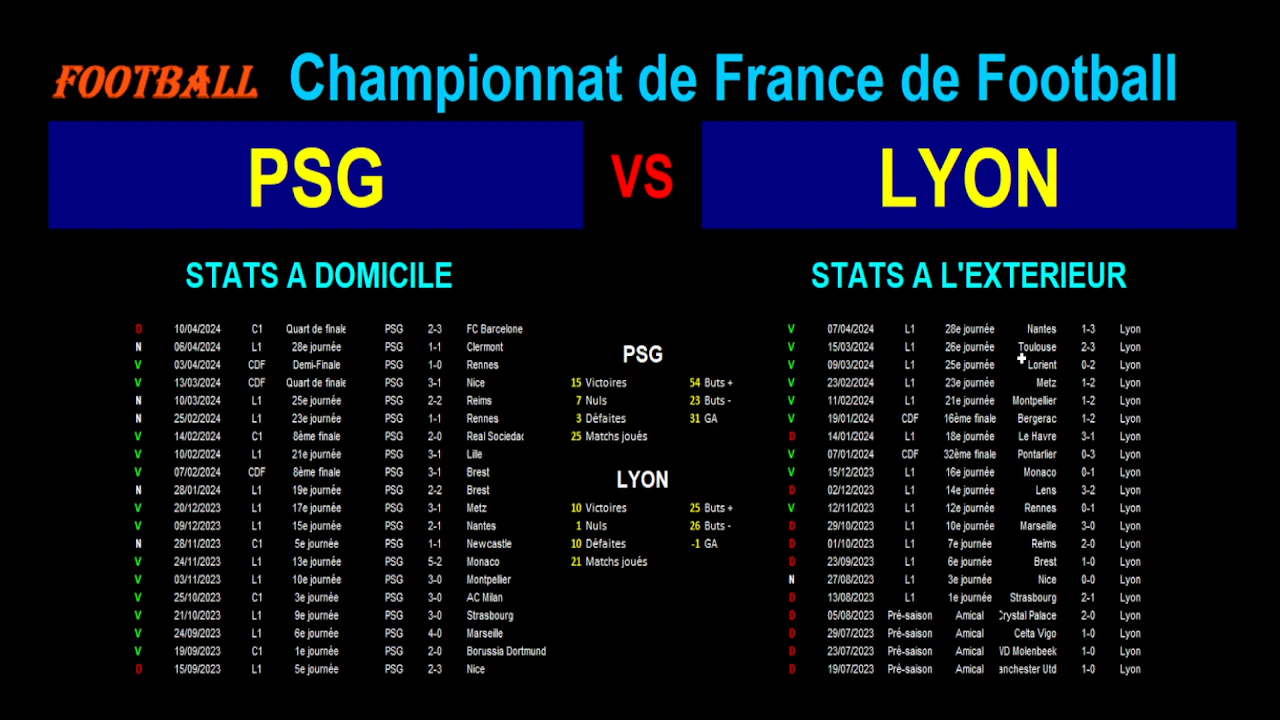 FOOTBALL Championnat de France de Football
PSG VS LYON
STATS A DOMICILE
D 10/04/2024 C1 Quart de finale PSG 2-3 FC Barcelone
N 06/04/2024 L1 28e journée PSG 1-1 Clermont
V 03/04/2024 CDF Demi-Finale PSG 1-0 Rennes
V 13/03/2024 CDF Quart de finale PSG 3-1 Nice
N 10/03/2024 L1 25e journée PSG 2-2 Reims
N 25/02/2024 L1 23e journée PSG 1-1 Rennes
V 14/02/2024 C1 8ème finale PSG 2-0 Real Sociedac
V 10/02/2024 L1 21e journée PSG 3-1 Lille
V 07/02/2024 CDF 8ème finale PSG 3-1 Brest
N 28/01/2024 L1 19e journée PSG 2-2 Brest
V 20/12/2023 L1 17e journée PSG 3-1 Metz
V 09/12/2023 L1 15e journée PSG 2-1 Nantes
N 28/11/2023 C1 5e journée PSG 1-1 Newcastle
V 24/11/2023 L1 13e journée PSG 5-2 Monaco
V 03/11/2023 L1 10e journée PSG 3-0 Montpellier
V 25/10/2023 C1 3e journée PSG 3-0 AC Milan
V 21/10/2023 L1 9e journée PSG 3-0 Strasbourg
V 24/09/2023 L1 6e journée PSG 4-0 Marseille
V 19/09/2023 C1 1e journée PSG 2-0 Borussia Dortmund
D 15/09/2023 L1 5e journée PSG 2-3 Nice
PSG
15 Victoires 54 Buts +
7 Nuls 23 Buts -
3 Défaites 31 GA
25 Matchs joués
LYON
10 Victoires 25 Buts +
1 Nuls 26 Buts -
10 Défaites -1 GA
21 Matchs joués
STATS A L'EXTERIEUR
V 07/04/2024 L1 28e journée Nantes 1-3 Lyon
V 15/03/2024 L1 26e journée Toulouse 2-3 Lyon
V 09/03/2024 L1 25e journée Lorient 0-2 Lyon
V 23/02/2024 L1 23e journée Metz 1-2 Lyon
V 11/02/2024 L1 21e journée Montpellier 1-2 Lyon
V 19/01/2024 CDF 16ème finale Bergerac 1-2 Lyon
D 14/01/2024 L1 18e journée Le Havre 3-1 Lyon
V 07/01/2024 CDF 32ème finale Pontarlier 0-3 Lyon
V 15/12/2023 L1 16e journée Monaco 0-1 Lyon
D 02/12/2023 L1 14e journée Lens 3-2 Lyon
V 12/11/2023 L1 12e journée Rennes 0-1 Lyon
D 29/10/2023 L1 10e journée Marseille 3-0 Lyon
D 01/10/2023 L1 7e journée Reims 2-0 Lyon
D 23/09/2023 L1 6e journée Brest 1-0 Lyon
N 27/08/2023 L1 3e journée Nice 0-0 Lyon
D 13/08/2023 L1 1e journée Strasbourg 2-1 Lyon
D 05/08/2023 Pré-saison Amical Crystal Palace 2-0 Lyon
D 29/07/2023 Pré-saison Amical Celta Vigo 1-0 Lyon
D 23/07/2023 Pré-saison Amical VD Molenbeek 1-0 Lyon
D 19/07/2023 Pré-saison Amical anchester Utd 1-0 Lyon